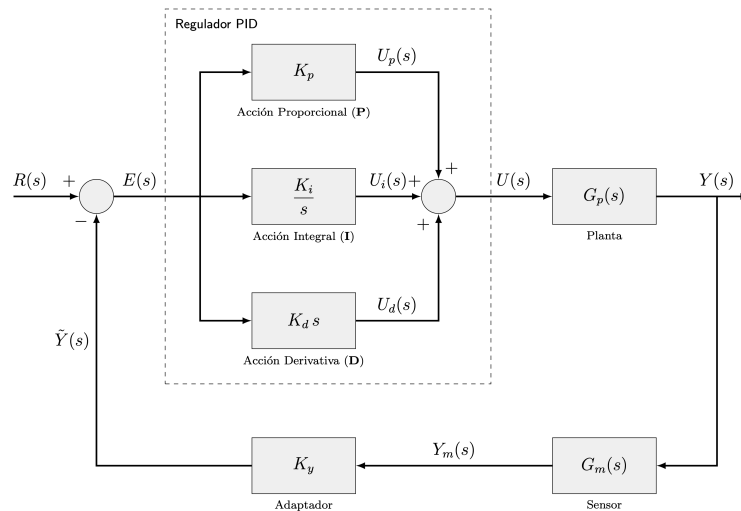 Regulador PID
K_p
U_p(s)
Acción Proporcional (P)
+
R(s)
+
E(s)
K_i
s
U_i(s)
+
U(s)
G_p(s)
Y(s)
−
+
Acción Integral (I)
Planta
K_d s
U_d(s)
Ỹ(s)
Acción Derivativa (D)
K_y
Y_m(s)
G_m(s)
Adaptador
Sensor